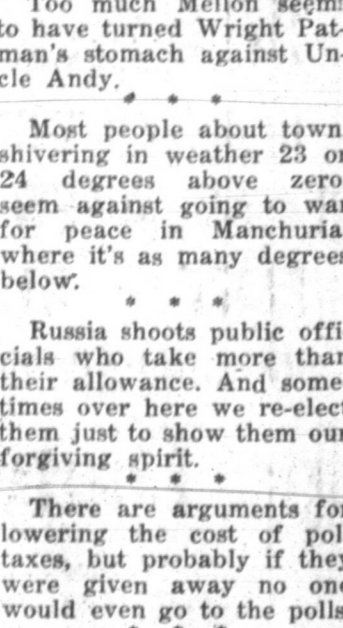 Too much Mellon seems
to have turned Wright Pat-
man's stomach against Un-
cle Andy.
* * *
Most people about town
shivering in weather 23 or
24 degrees above zero
seem against going to war
for peace in Manchuria
where it's as many degrees
below.
* * *
Russia shoots public offi
cials who take more than
their allowance. And some
times over here we re-elect
them just to show them our
forgiving spirit.
* * *
There are arguments for
lowering the cost of pol
taxes, but probably if they
were given away no one
would even go to the polls
* * *